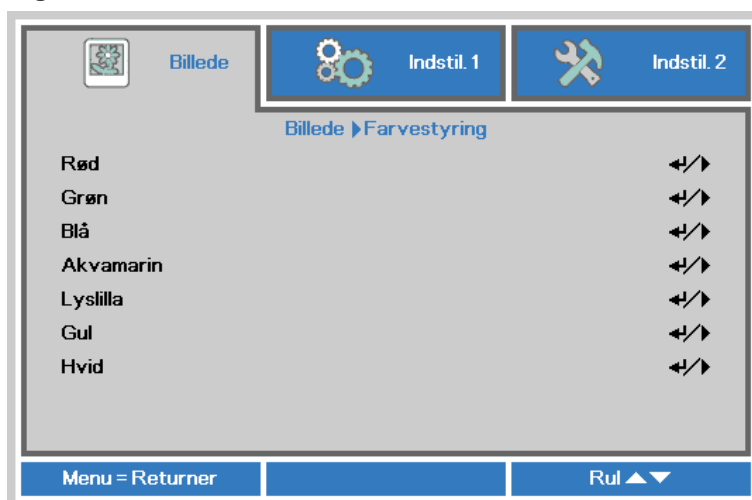 Billede
Indstil. 1
Indstil. 2
Billede ▶ Farvestyring
Rød
Grøn
Blå
Akvamarin
Lyslilla
Gul
Hvid
Menu = Returner
Rul ▲▼